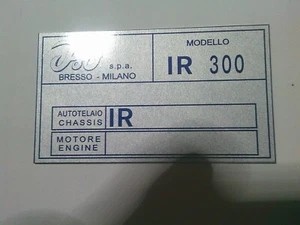 Iso s.p.a.
BRESSO - MILANO
MODELLO
IR 300
AUTOTELAIO
CHASSIS
IR
MOTORE
ENGINE